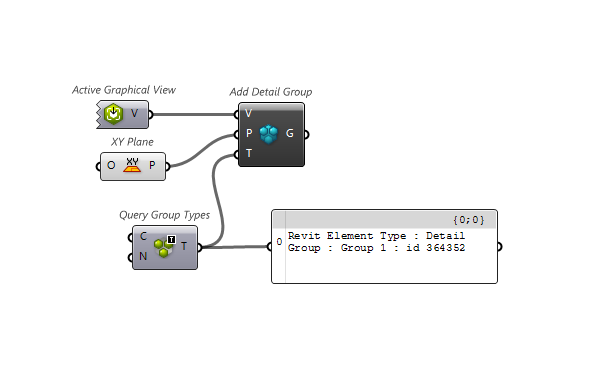 Active Graphical View
V
Add Detail Group
V
P
T
G
XY Plane
O
XY
P
Query Group Types
C
N
T
T
{0;0}
0
Revit Element Type : Detail
Group : Group 1 : id 364352